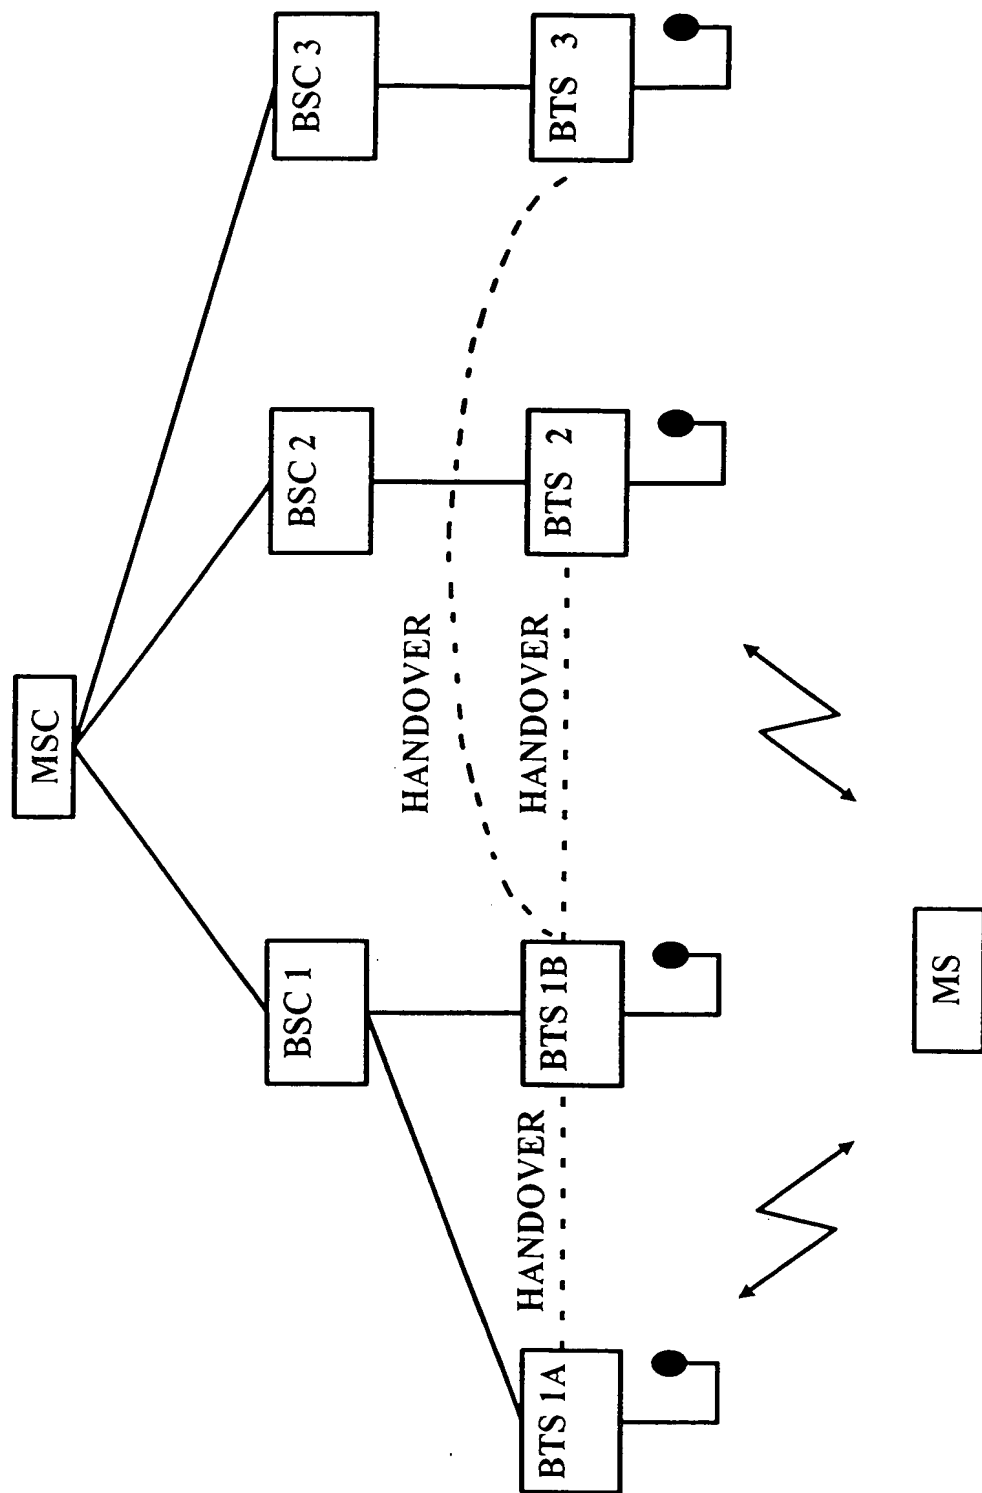 MSC
BSC 1
BSC 2
BSC 3
HANDOVER
HANDOVER
HANDOVER
BTS 1A
BTS 1B
BTS 2
BTS 3
MS